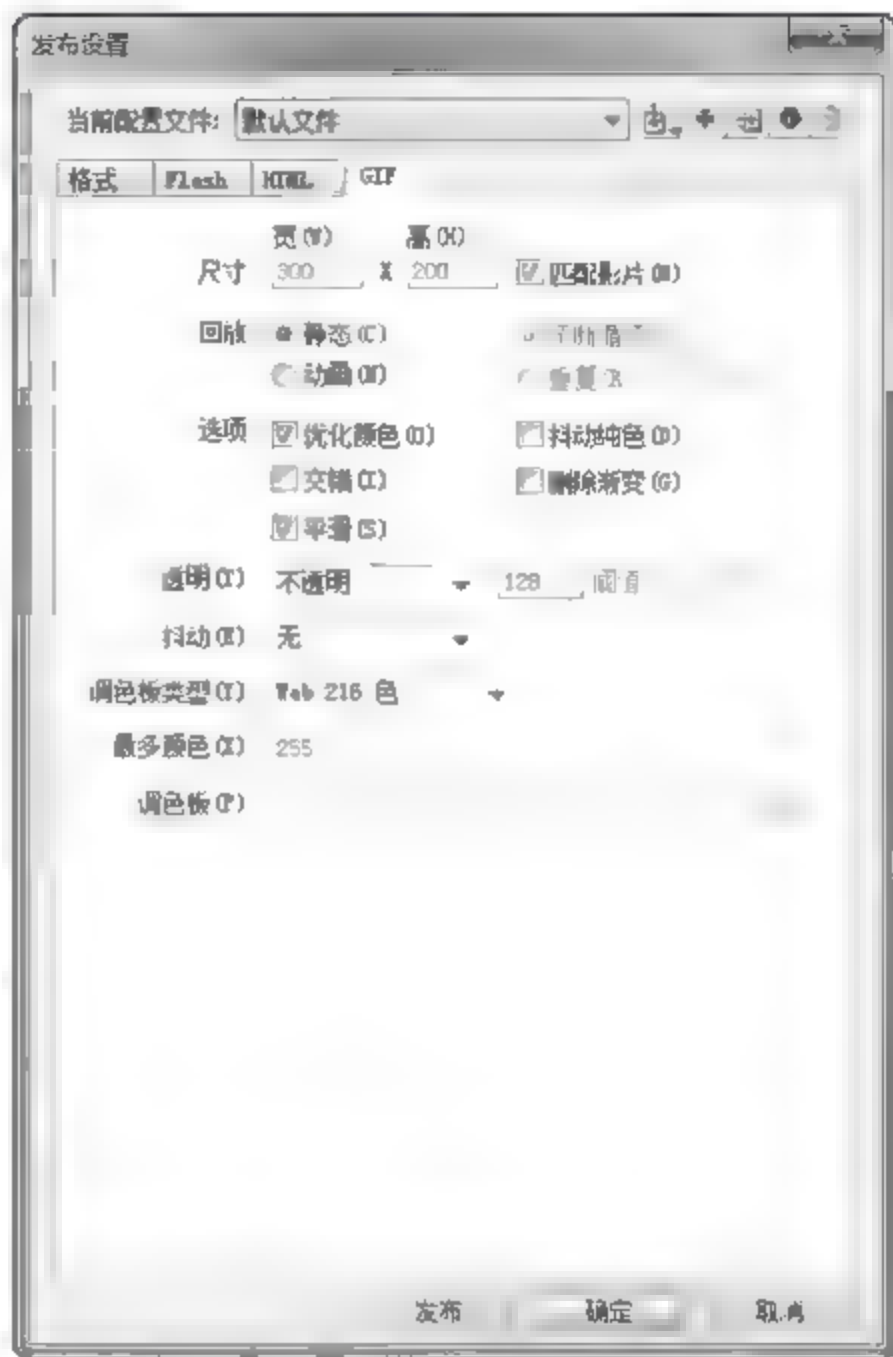 发布设置
当前配置文件: 默认文件
格式 Flash HTML GIF
宽(W) 高(H)
尺寸 300 X 200 匹配影片(M)
回放 静态(C)
动画(N) 重复(R
选项 优化颜色(O) 抖动纯色(D)
交错(I) 删除渐变(G)
平滑(S)
透明(T) 不透明 128 阈值
抖动(E) 无
调色板类型(Y) Web 216 色
最多颜色(X) 255
调色板(P)
发布 确定 取消